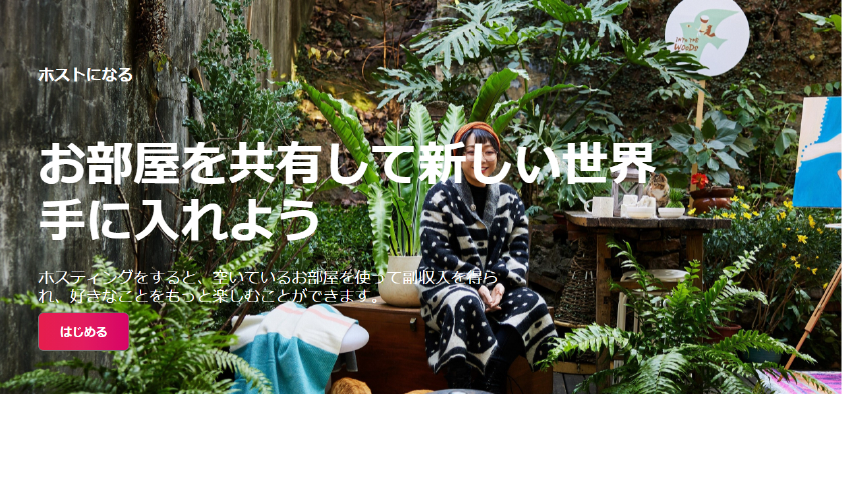 ホストになる
お部屋を共有して新しい世界
手に入れよう
ホスティングをすると、空いているお部屋を使って副収入を得ら
れ、好きなことをもっと楽しむことができます。
はじめる
INTO THE
WOODS